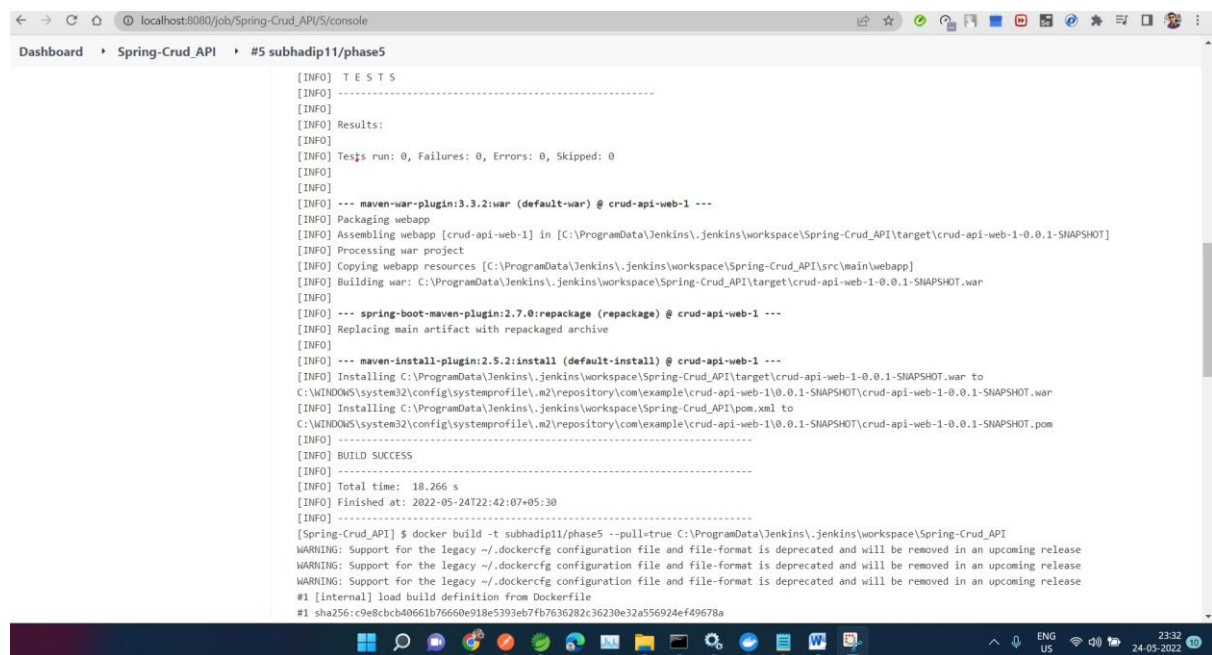 localhost:8080/job/Spring-Crud_API/5/console
Dashboard Spring-Crud_API #5 subhadip11/phase5
[INFO] T E S T S
[INFO] -------------------------------------------------------
[INFO]
[INFO] Results:
[INFO]
[INFO] Tests run: 0, Failures: 0, Errors: 0, Skipped: 0
[INFO]
[INFO]
[INFO] --- maven-war-plugin:3.3.2:war (default-war) @ crud-api-web-1 ---
[INFO] Packaging webapp
[INFO] Assembling webapp [crud-api-web-1] in [C:\ProgramData\Jenkins\.jenkins\workspace\Spring-Crud_API\target\crud-api-web-1-0.0.1-SNAPSHOT]
[INFO] Processing war project
[INFO] Copying webapp resources [C:\ProgramData\Jenkins\.jenkins\workspace\Spring-Crud_API\src\main\webapp]
[INFO] Building war: C:\ProgramData\Jenkins\.jenkins\workspace\Spring-Crud_API\target\crud-api-web-1-0.0.1-SNAPSHOT.war
[INFO]
[INFO] --- spring-boot-maven-plugin:2.7.0:repackage (repackage) @ crud-api-web-1 ---
[INFO] Replacing main artifact with repackaged archive
[INFO]
[INFO] --- maven-install-plugin:2.5.2:install (default-install) @ crud-api-web-1 ---
[INFO] Installing C:\ProgramData\Jenkins\.jenkins\workspace\Spring-Crud_API\target\crud-api-web-1-0.0.1-SNAPSHOT.war to
C:\WINDOWS\system32\config\systemprofile\.m2\repository\com\example\crud-api-web-1\0.0.1-SNAPSHOT\crud-api-web-1-0.0.1-SNAPSHOT.war
[INFO] Installing C:\ProgramData\Jenkins\.jenkins\workspace\Spring-Crud_API\pom.xml to
C:\WINDOWS\system32\config\systemprofile\.m2\repository\com\example\crud-api-web-1\0.0.1-SNAPSHOT\crud-api-web-1-0.0.1-SNAPSHOT.pom
[INFO] ------------------------------------------------------------------------
[INFO] BUILD SUCCESS
[INFO] ------------------------------------------------------------------------
[INFO] Total time: 18.266 s
[INFO] Finished at: 2022-05-24T22:42:07+05:30
[INFO] ------------------------------------------------------------------------
[Spring-Crud_API] $ docker build -t subhadip11/phase5 --pull=true C:\ProgramData\Jenkins\.jenkins\workspace\Spring-Crud_API
WARNING: Support for the legacy ~/.dockercfg configuration file and file-format is deprecated and will be removed in an upcoming release
WARNING: Support for the legacy ~/.dockercfg configuration file and file-format is deprecated and will be removed in an upcoming release
WARNING: Support for the legacy ~/.dockercfg configuration file and file-format is deprecated and will be removed in an upcoming release
#1 [internal] load build definition from Dockerfile
#1 sha256:c9e8cbcb40661b76660e918e5393eb7fb7636282c36230e32a556924ef49678a
ENG
US
23:32
24-05-2022
10